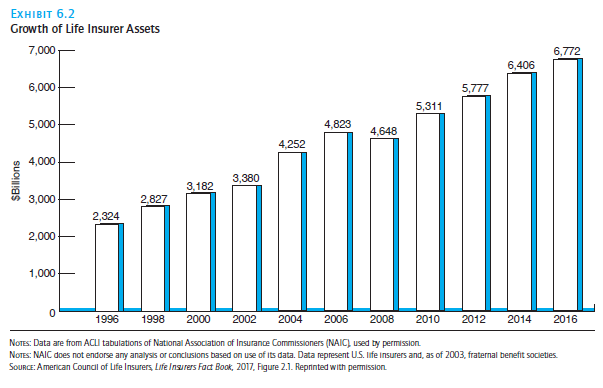 EXHIBIT 6.2
Growth of Life Insurer Assets
$Billions
7,000
6,000
5,000
4,000
3,000
2,000
1,000
0
2,324
2,827
3,182
3,380
4,252
4,823
4,648
5,311
5,777
6,406
6,772
1996 1998 2000 2002 2004 2006 2008 2010 2012 2014 2016
NOTES: Data are from ACLI tabulations of National Association of Insurance Commissioners (NAIC), used by permission.
NOTES: NAIC does not endorse any analysis or conclusions based on use of its data. Data represent U.S. life insurers and, as of 2003, fraternal benefit societies.
SOURCE: American Council of Life Insurers, Life Insurers Fact Book, 2017, Figure 2.1. Reprinted with permission.